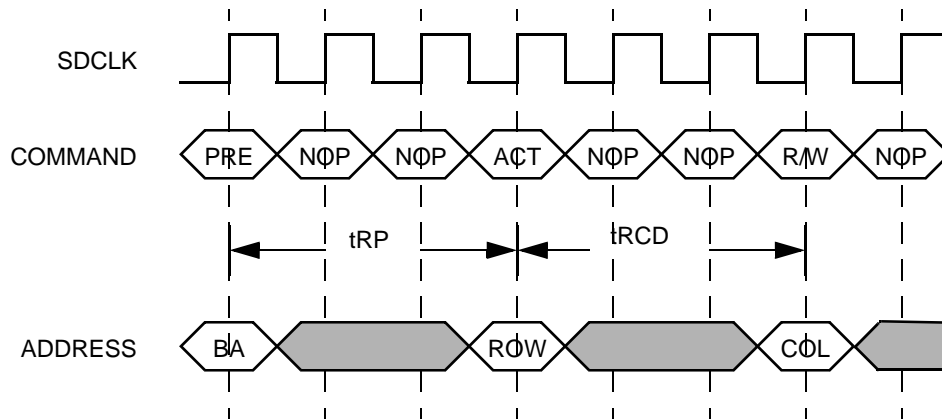 SDCLK
COMMAND PRE NOP NOP ACT NOP NOP R/W NOP
tRP tRCD
ADDRESS BA ROW COL